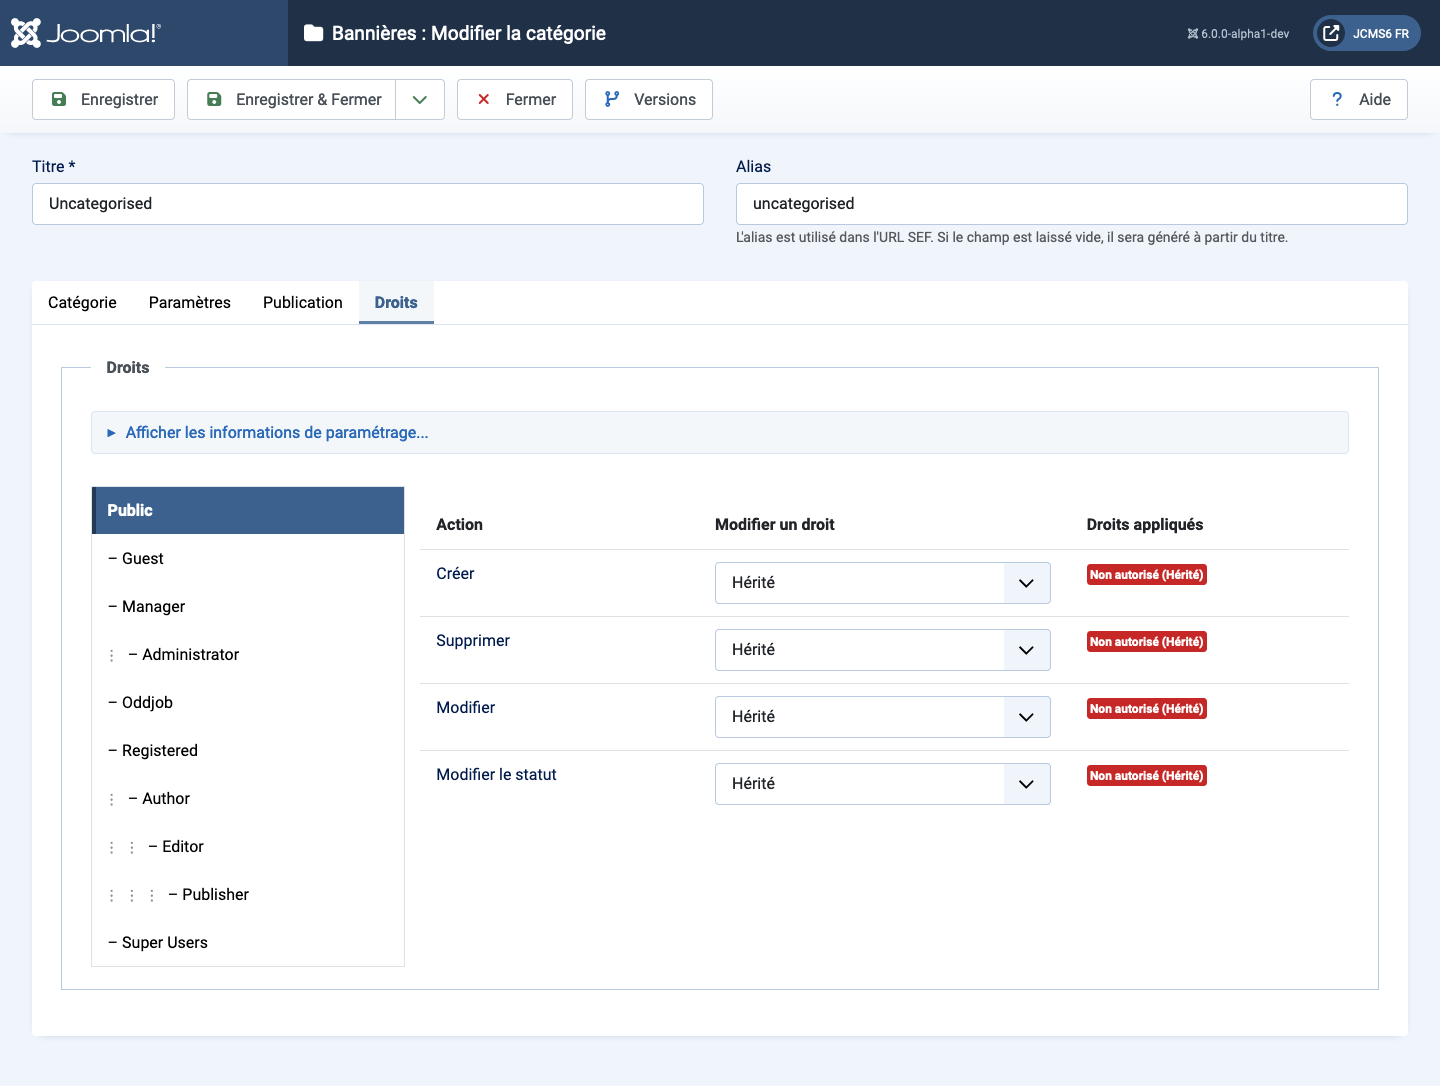 Joomla!®
Bannières : Modifier la catégorie
6.0.0-alpha1-dev
JCMS6 FR
Enregistrer
Enregistrer & Fermer
Fermer
Versions
? Aide
Titre *
Alias
Uncategorised
uncategorised
L'alias est utilisé dans l'URL SEF. Si le champ est laissé vide, il sera généré à partir du titre.
Catégorie
Paramètres
Publication
Droits
Droits
► Afficher les informations de paramétrage...
Public
– Guest
– Manager
⋮ – Administrator
– Oddjob
– Registered
⋮ – Author
⋮ ⋮ – Editor
⋮ ⋮ ⋮ – Publisher
– Super Users
Action
Modifier un droit
Droits appliqués
Créer
Hérité
Non autorisé (Hérité)
Supprimer
Hérité
Non autorisé (Hérité)
Modifier
Hérité
Non autorisé (Hérité)
Modifier le statut
Hérité
Non autorisé (Hérité)